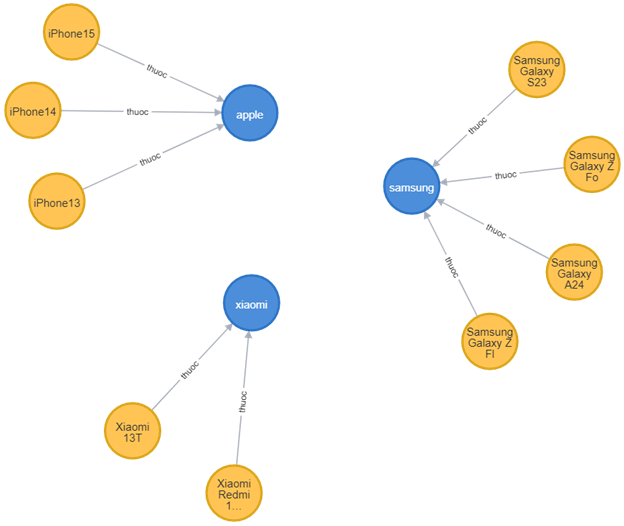 iPhone15
thuoc
iPhone14
thuoc
apple
thuoc
iPhone13
Samsung
Galaxy
S23
thuoc
Samsung
Galaxy Z
Fo
thuoc
samsung
thuoc
Samsung
Galaxy
A24
thuoc
Samsung
Galaxy Z
Fl
xiaomi
thuoc
thuoc
Xiaomi
13T
Xiaomi
Redmi
1...